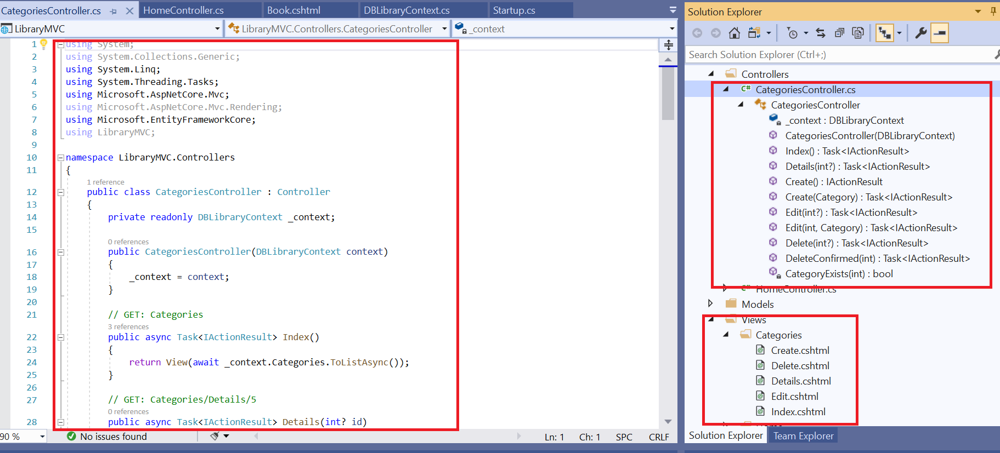 CategoriesController.cs
HomeController.cs
Book.cshtml
DBLibraryContext.cs
Startup.cs
LibraryMVC
LibraryMVC.Controllers.CategoriesController
_context
1 using System;
2 using System.Collections.Generic;
3 using System.Linq;
4 using System.Threading.Tasks;
5 using Microsoft.AspNetCore.Mvc;
6 using Microsoft.AspNetCore.Mvc.Rendering;
7 using Microsoft.EntityFrameworkCore;
8 using LibraryMVC;
9
10 namespace LibraryMVC.Controllers
11 {
1 reference
12 public class CategoriesController : Controller
13 {
14 private readonly DBLibraryContext _context;
15
0 references
16 public CategoriesController(DBLibraryContext context)
17 {
18 _context = context;
19 }
20
21 // GET: Categories
3 references
22 public async Task<IActionResult> Index()
23 {
24 return View(await _context.Categories.ToListAsync());
25 }
26
27 // GET: Categories/Details/5
0 references
28 public async Task<IActionResult> Details(int? id)
90 %
No issues found
Ln: 1 Ch: 1 SPC CRLF
Solution Explorer
Search Solution Explorer (Ctrl+;)
Controllers
C# CategoriesController.cs
CategoriesController
_context : DBLibraryContext
CategoriesController(DBLibraryContext)
Index() : Task<IActionResult>
Details(int?) : Task<IActionResult>
Create() : IActionResult
Create(Category) : Task<IActionResult>
Edit(int?) : Task<IActionResult>
Edit(int, Category) : Task<IActionResult>
Delete(int?) : Task<IActionResult>
DeleteConfirmed(int) : Task<IActionResult>
CategoryExists(int) : bool
C# HomeController.cs
Models
Views
Categories
Create.cshtml
Delete.cshtml
Details.cshtml
Edit.cshtml
Index.cshtml
Solution Explorer
Team Explorer